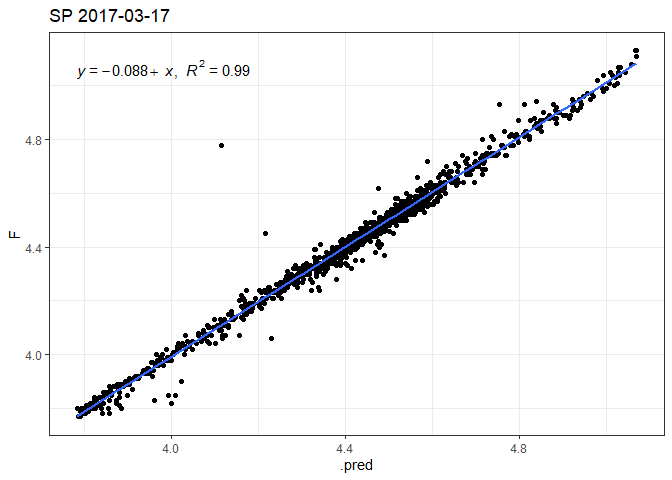 SP 2017-03-17
y = −0.088 + x, R² = 0.99
4.8
4.4
4.0
F
4.0 4.4 4.8
.pred